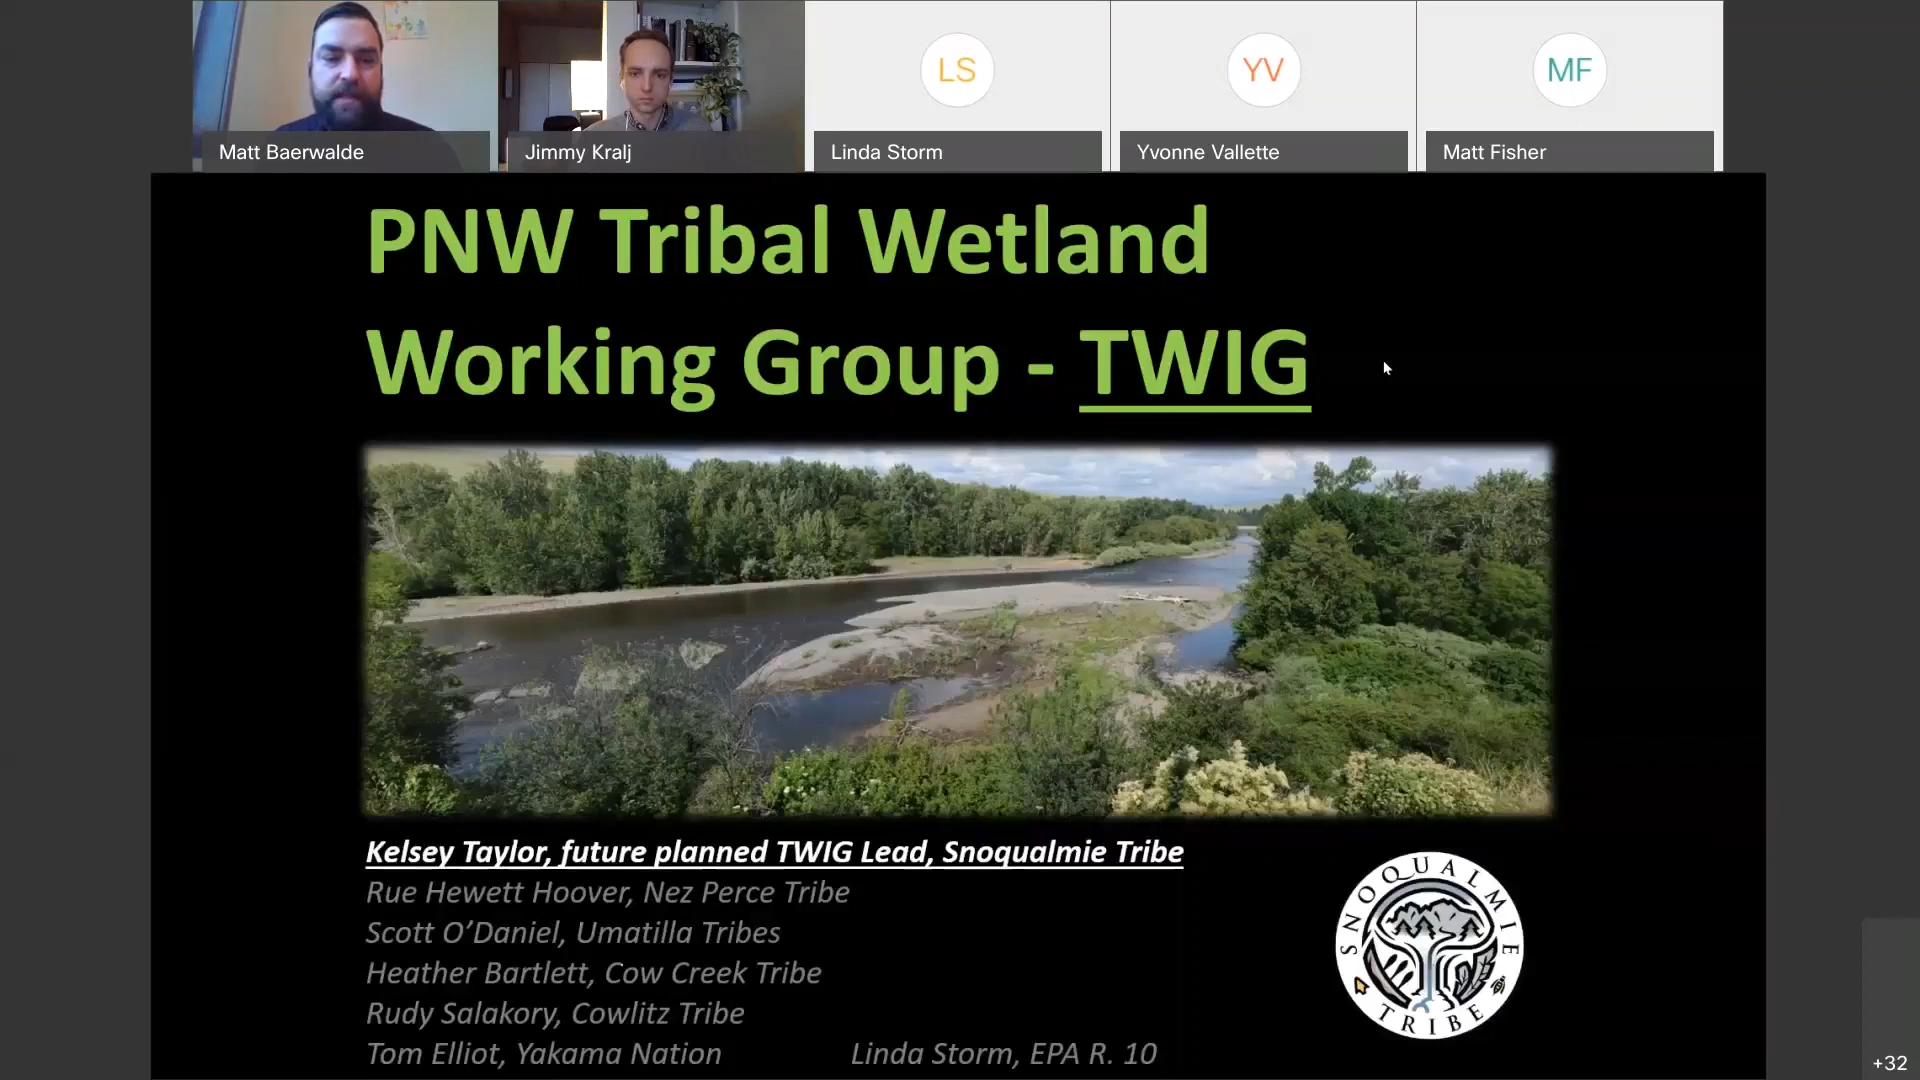 LS
YV
MF
Matt Baerwalde
Jimmy Kralj
Linda Storm
Yvonne Vallette
Matt Fisher
PNW Tribal Wetland
Working Group - TWIG
Kelsey Taylor, future planned TWIG Lead, Snoqualmie Tribe
Rue Hewett Hoover, Nez Perce Tribe
Scott O’Daniel, Umatilla Tribes
Heather Bartlett, Cow Creek Tribe
Rudy Salakory, Cowlitz Tribe
Tom Elliot, Yakama Nation
Linda Storm, EPA R. 10
SNOQUALMIE
TRIBE
+32